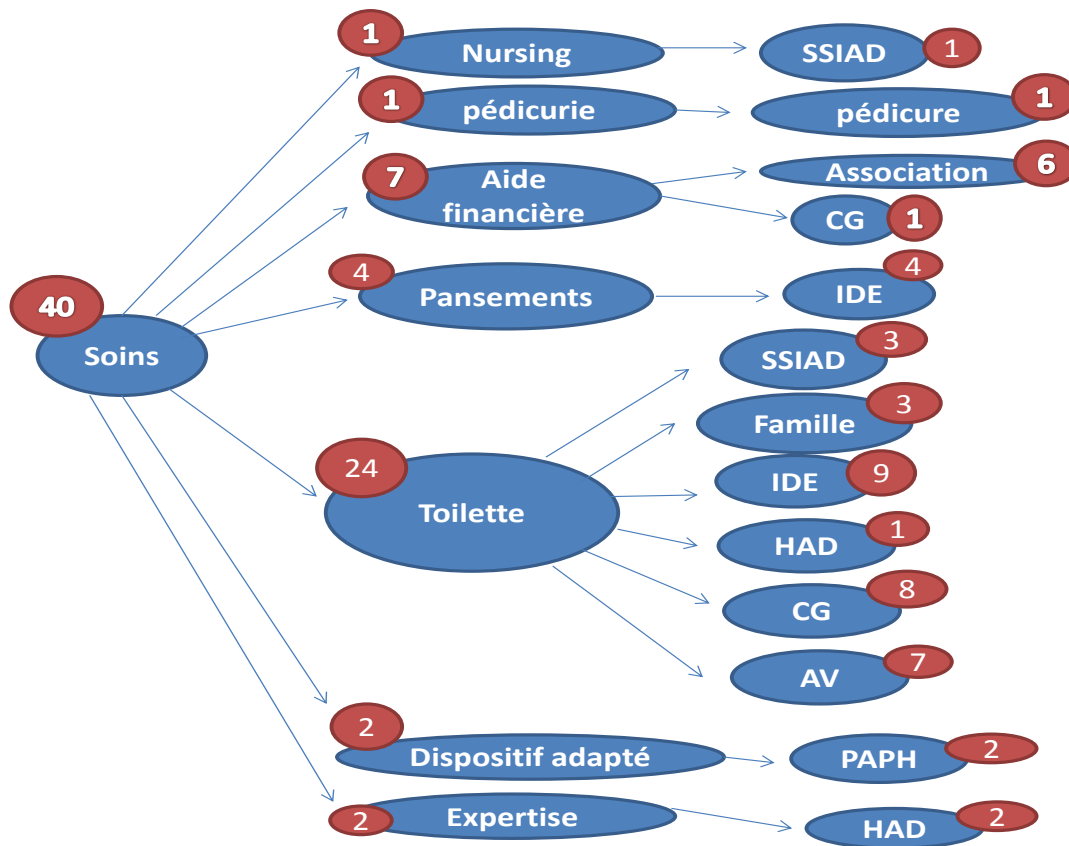 1
Nursing
SSIAD
1
1
pédicurie
pédicure
1
7
Aide
financière
Association
6
CG
1
4
Pansements
IDE
4
40
Soins
SSIAD
3
Famille
3
24
Toilette
IDE
9
HAD
1
CG
8
AV
7
2
Dispositif adapté
PAPH
2
2
Expertise
HAD
2